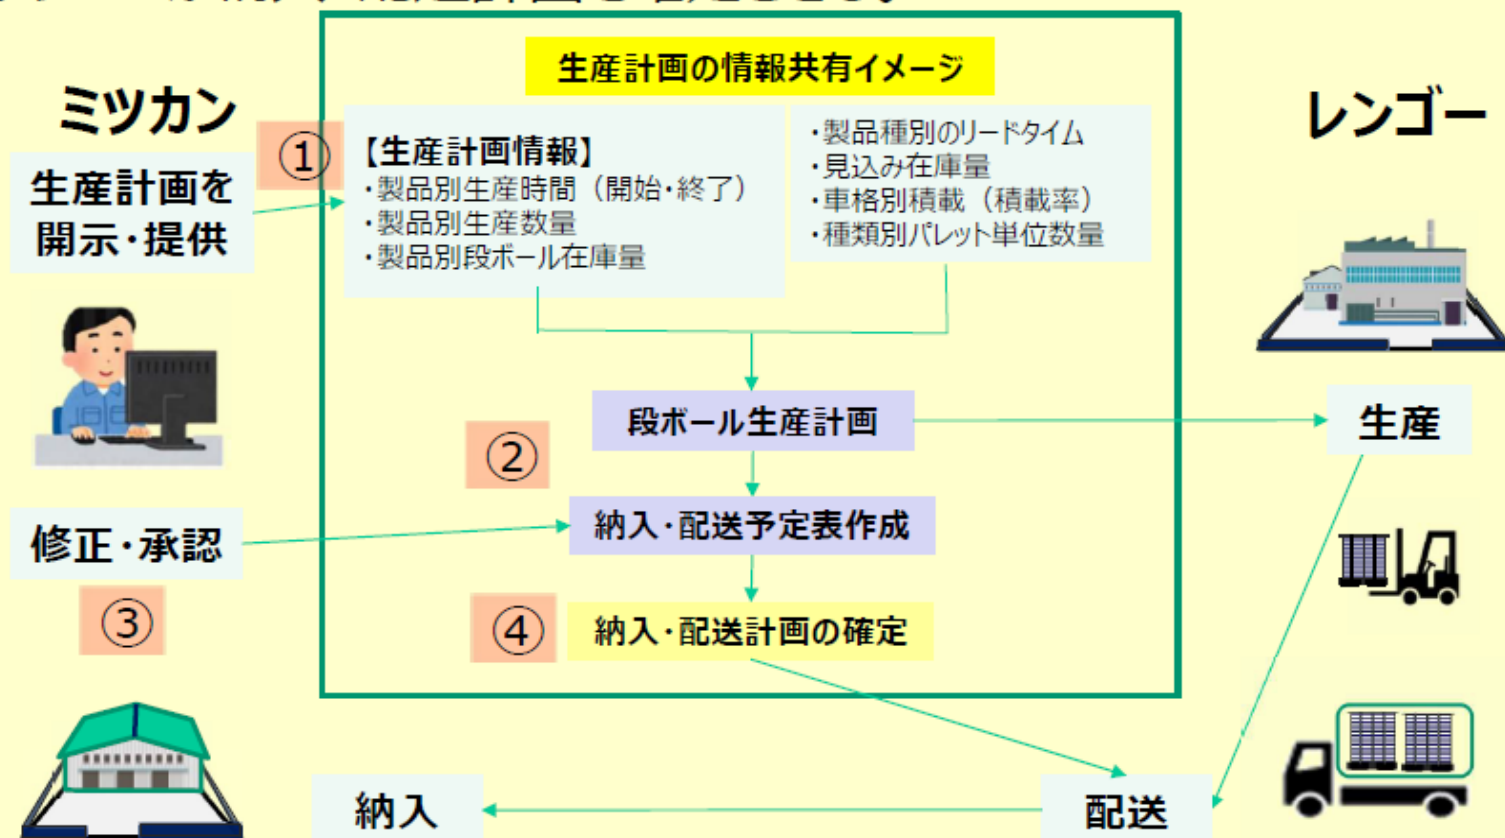 生産計画の情報共有イメージ
ミツカン
レンゴー
①
生産計画を
開示・提供
【生産計画情報】
・製品別生産時間（開始・終了）
・製品別生産数量
・製品別段ボール在庫量
・製品種別のリードタイム
・見込み在庫量
・車格別積載（積載率）
・種類別パレット単位数量
段ボール生産計画
生産
②
納入・配送予定表作成
修正・承認
③
④
納入・配送計画の確定
納入
配送